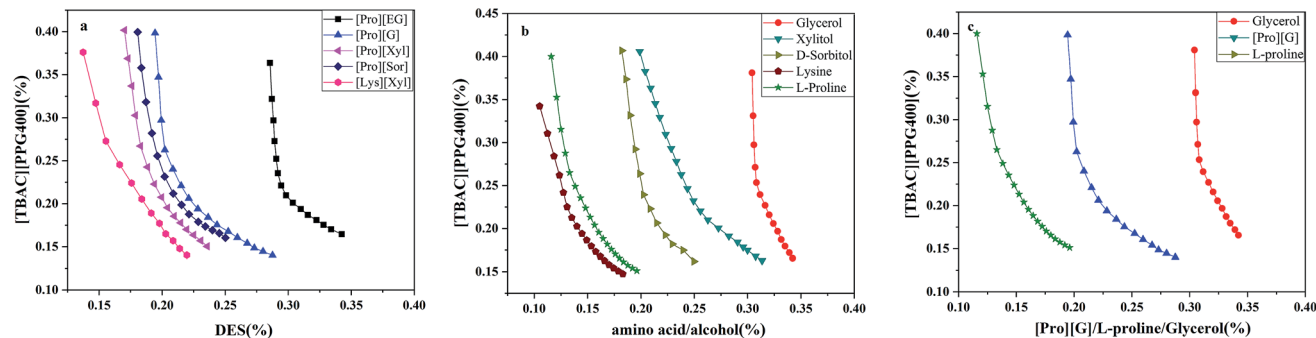 a
[Pro][EG]
[Pro][G]
[Pro][Xyl]
[Pro][Sor]
[Lys][Xyl]
[TBAC][PPG400](%)
0.40
0.35
0.30
0.25
0.20
0.15
0.10
0.15
0.20
0.25
0.30
0.35
0.40
DES(%)
b
Glycerol
Xylitol
D-Sorbitol
Lysine
L-Proline
[TBAC][PPG400](%)
0.45
0.40
0.35
0.30
0.25
0.20
0.15
0.10
0.15
0.20
0.25
0.30
0.35
0.40
amino acid/alcohol(%)
c
Glycerol
[Pro][G]
L-proline
[TBAC][PPG400](%)
0.40
0.35
0.30
0.25
0.20
0.15
0.10
0.10
0.15
0.20
0.25
0.30
0.35
0.40
[Pro][G]/L-proline/Glycerol(%)